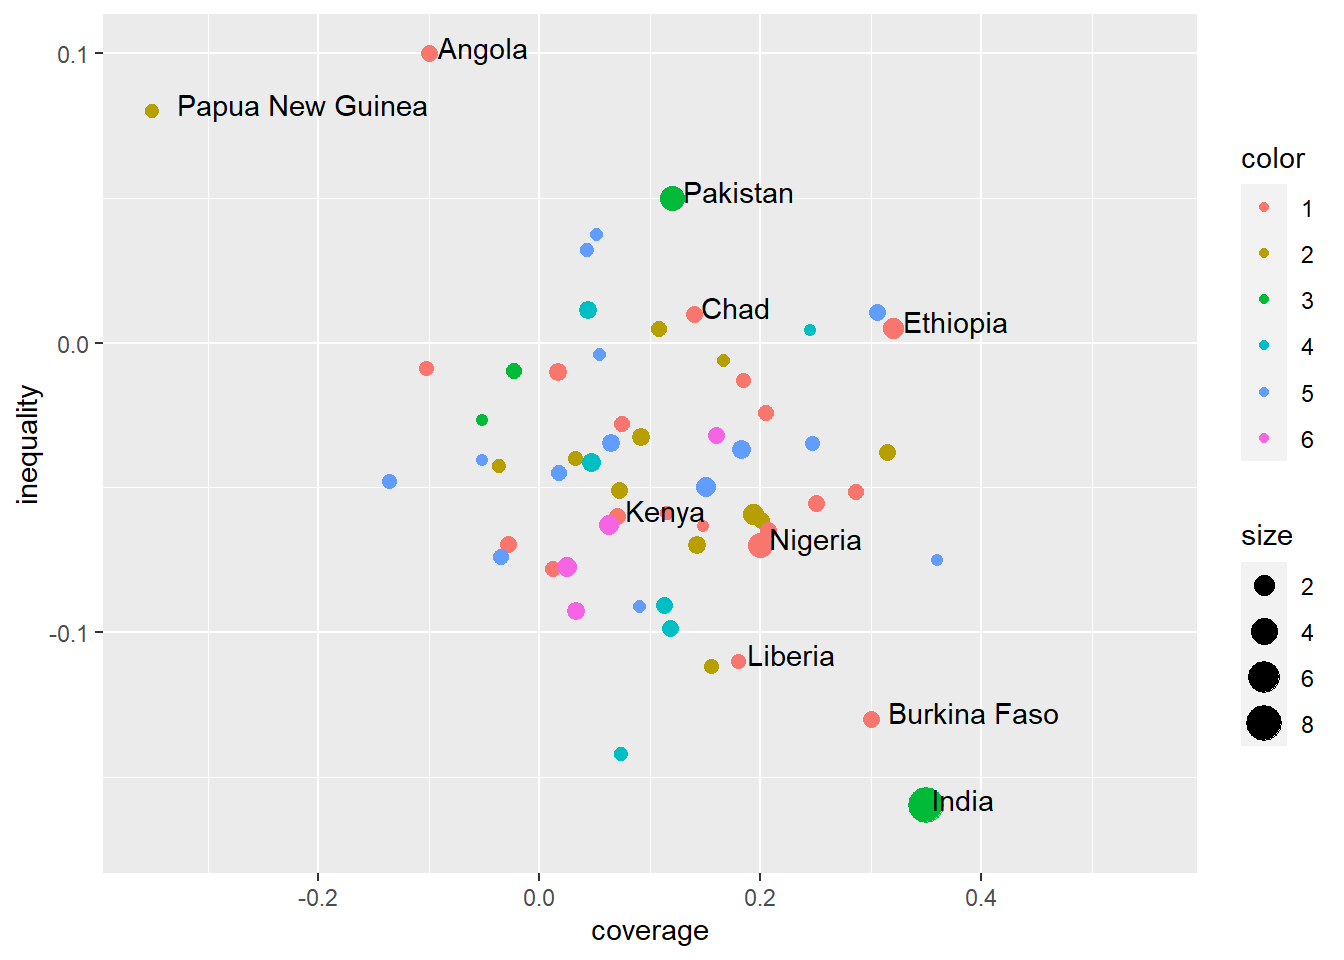 Angola
Papua New Guinea
Pakistan
Chad
Ethiopia
Kenya
Nigeria
Liberia
Burkina Faso
India
0.1
0.0
-0.1
inequality
-0.2
0.0
0.2
0.4
coverage
color
1
2
3
4
5
6
size
2
4
6
8